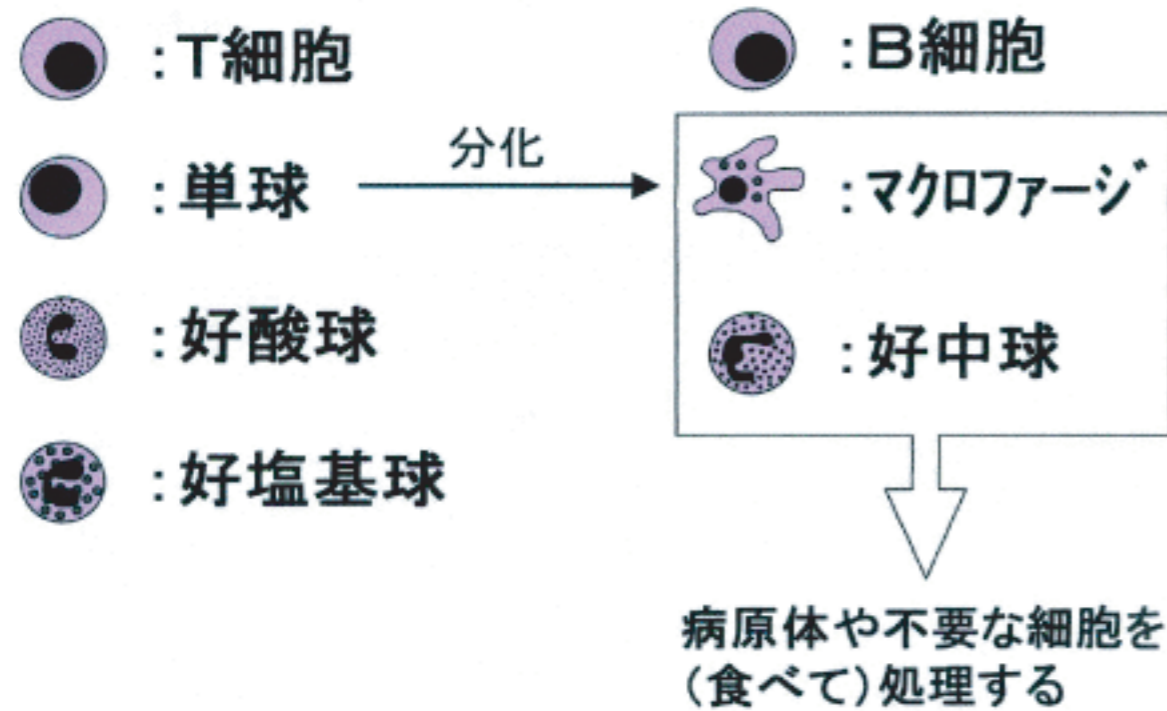 :T細胞
:B細胞
:単球
分化
:マクロファージ
:好酸球
:好中球
:好塩基球
病原体や不要な細胞を
(食べて)処理する